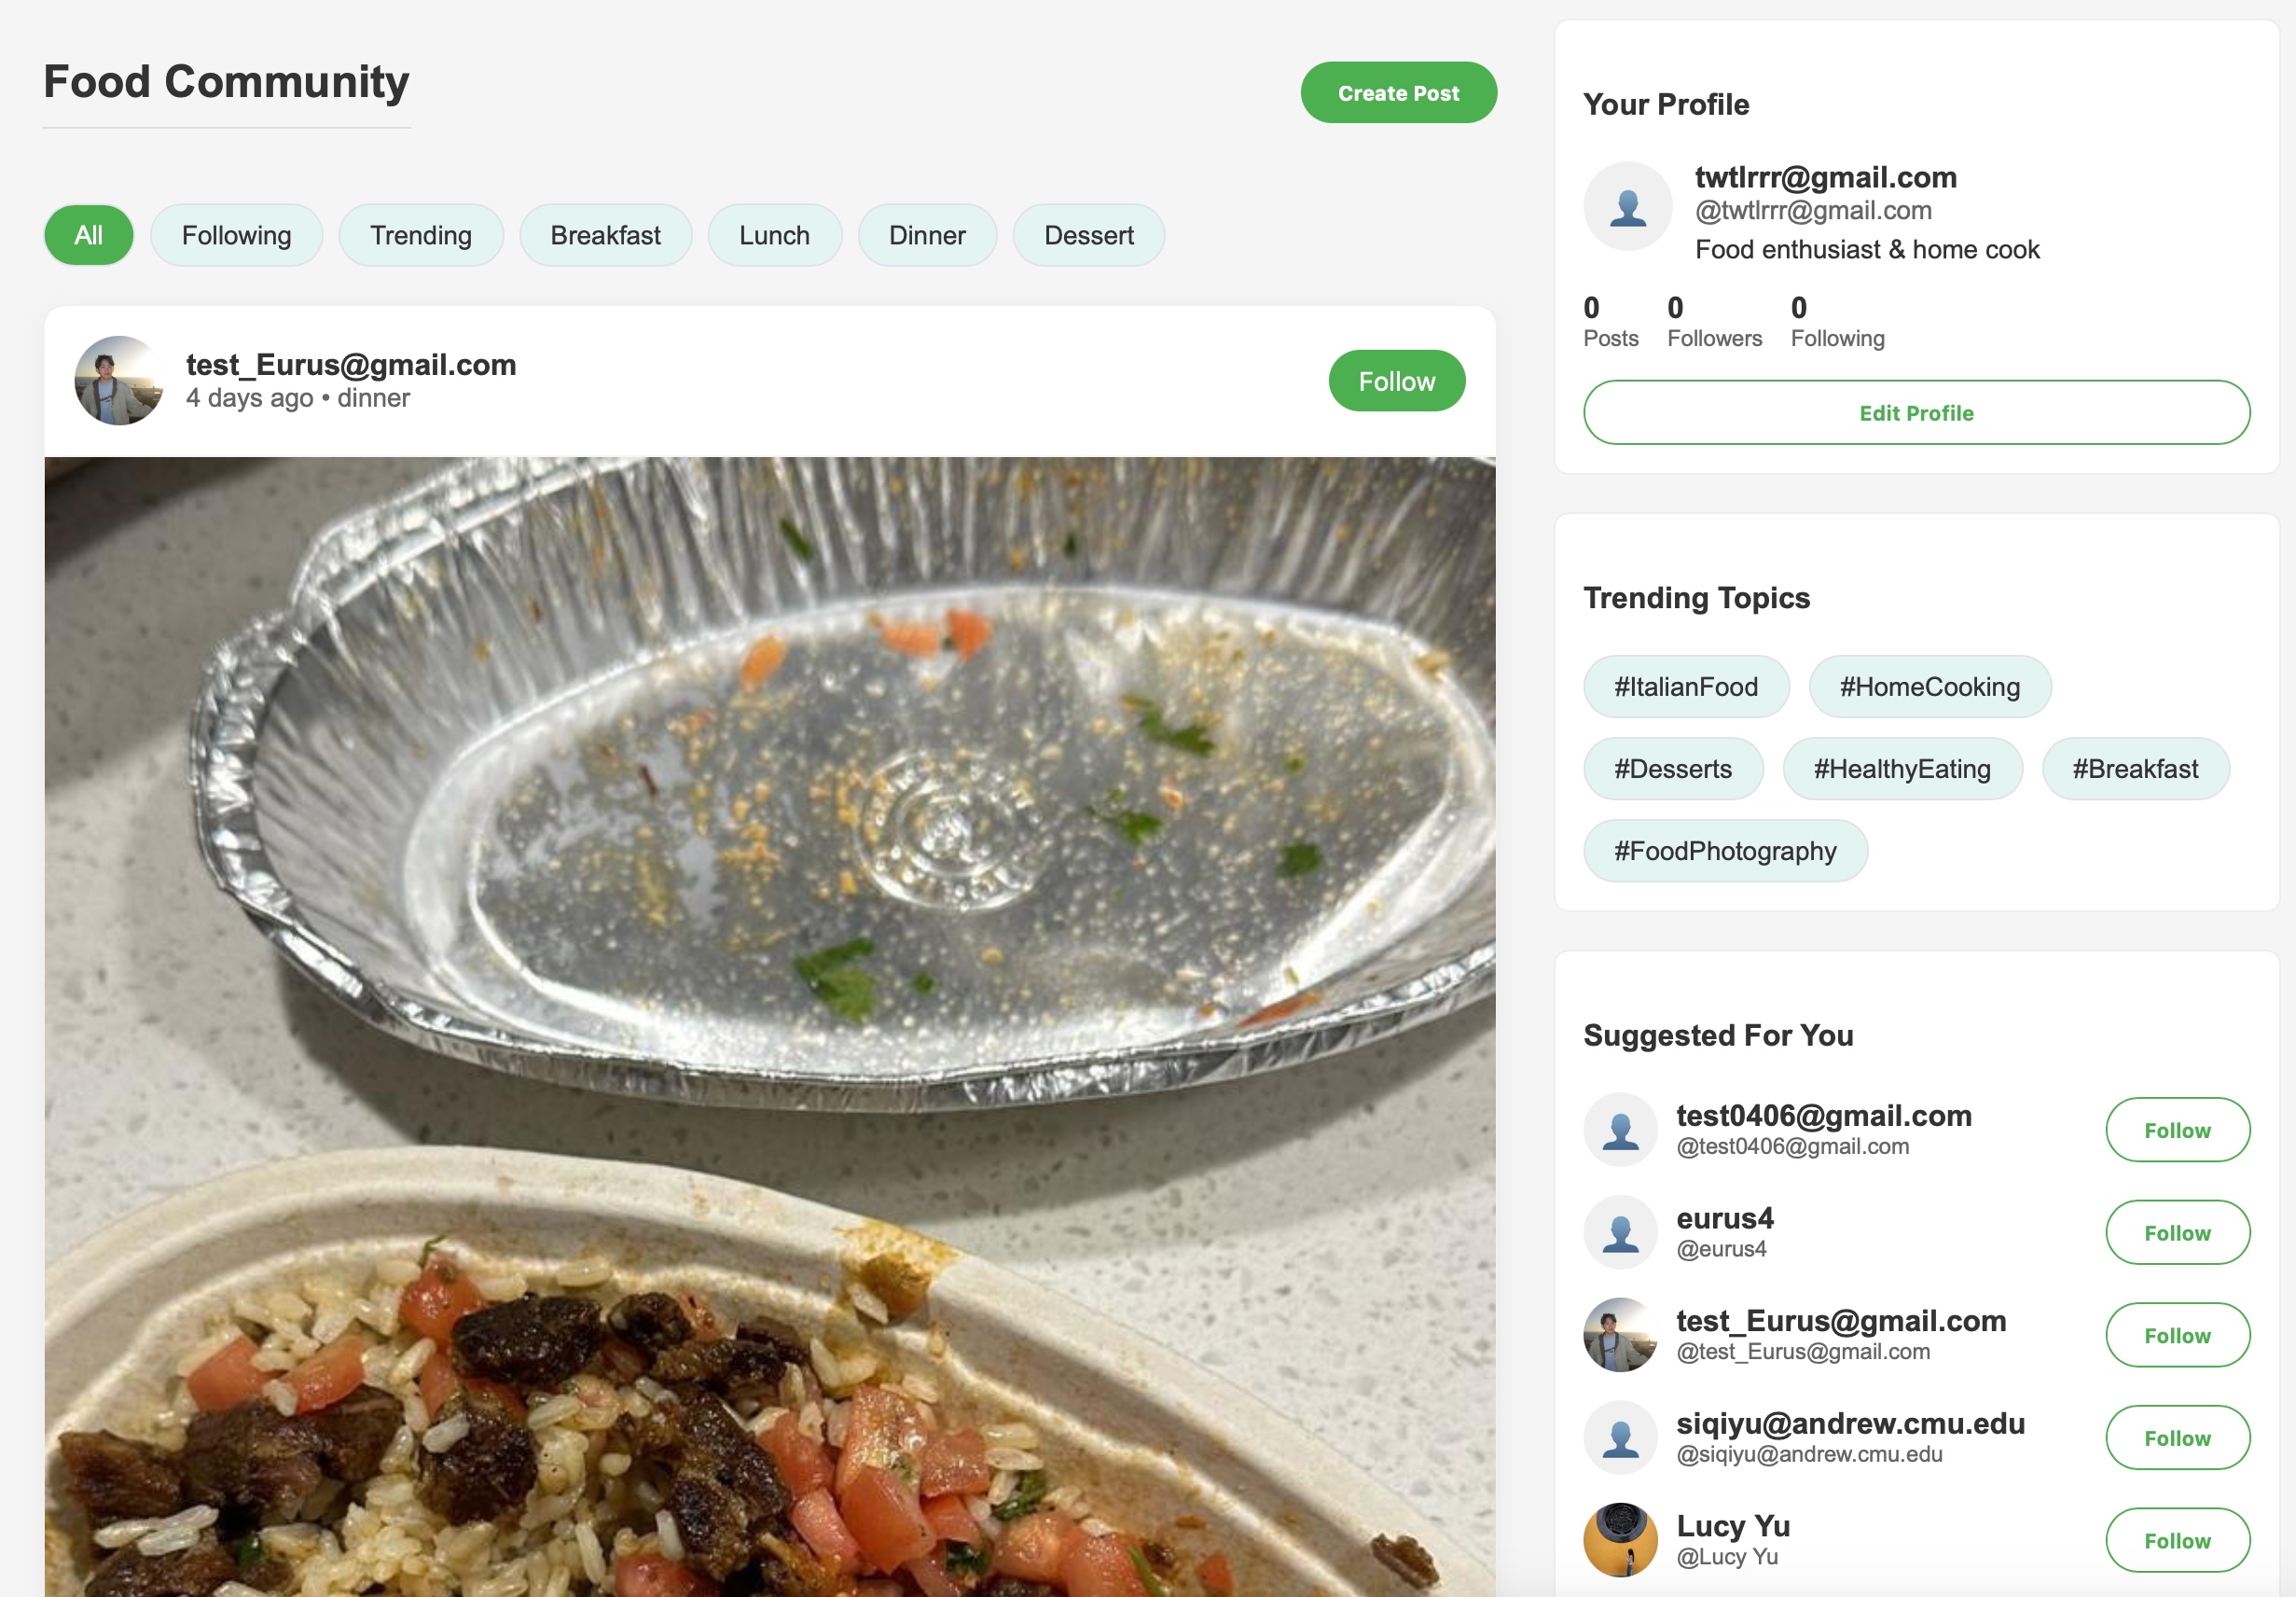 Food Community
Create Post
All
Following
Trending
Breakfast
Lunch
Dinner
Dessert
test_Eurus@gmail.com
4 days ago • dinner
Follow
Your Profile
twtlrrr@gmail.com
@twtlrrr@gmail.com
Food enthusiast & home cook
0
Posts
0
Followers
0
Following
Edit Profile
Trending Topics
#ItalianFood
#HomeCooking
#Desserts
#HealthyEating
#Breakfast
#FoodPhotography
Suggested For You
test0406@gmail.com
@test0406@gmail.com
Follow
eurus4
@eurus4
Follow
test_Eurus@gmail.com
@test_Eurus@gmail.com
Follow
siqiyu@andrew.cmu.edu
@siqiyu@andrew.cmu.edu
Follow
Lucy Yu
@Lucy Yu
Follow